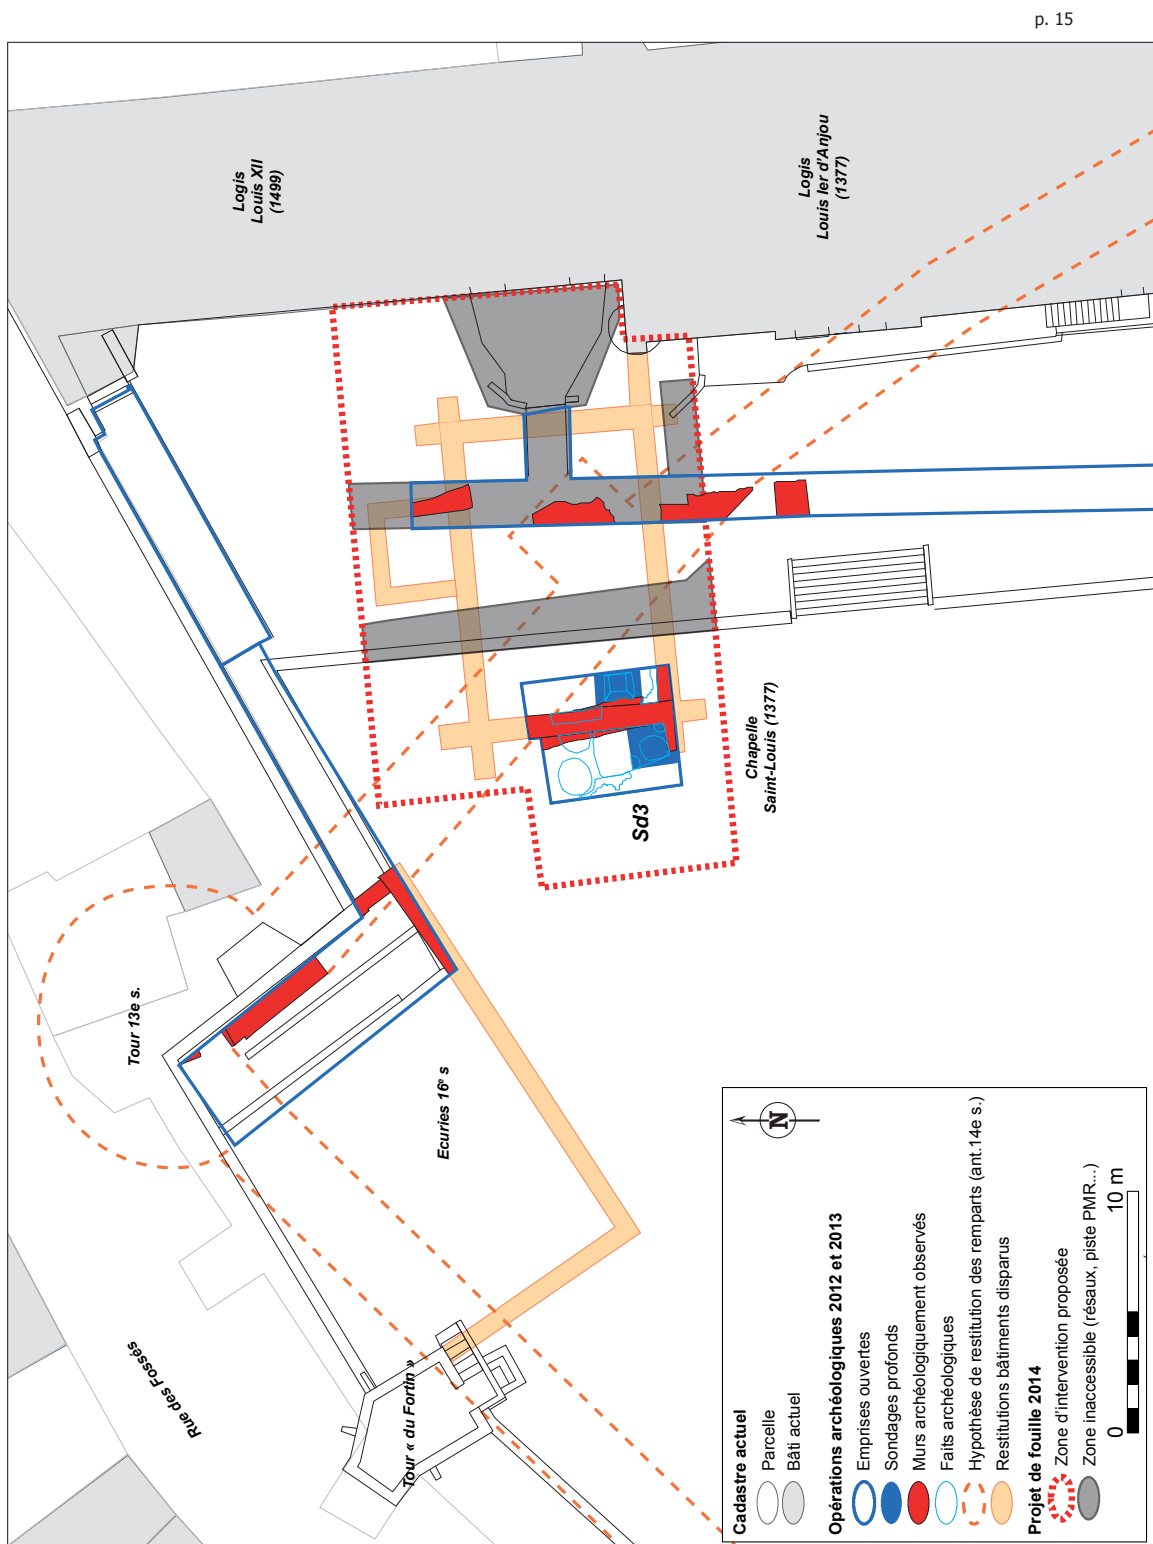 p. 15
Logis
Louis XII
(1499)
Logis
Louis Ier d'Anjou
(1377)
Chapelle
Saint-Louis (1377)
Sd3
Tour 13e s.
Ecuries 16e s
Rue des Fossés
Tour « du Fortin »
N
Cadastre actuel
Parcelle
Bâti actuel
Opérations archéologiques 2012 et 2013
Emprises ouvertes
Sondages profonds
Murs archéologiquement observés
Faits archéologiques
Hypothèse de restitution des remparts (ant.14e s.)
Restitutions bâtiments disparus
Projet de fouille 2014
Zone d'intervention proposée
Zone inaccessible (résaux, piste PMR...)
0
10 m